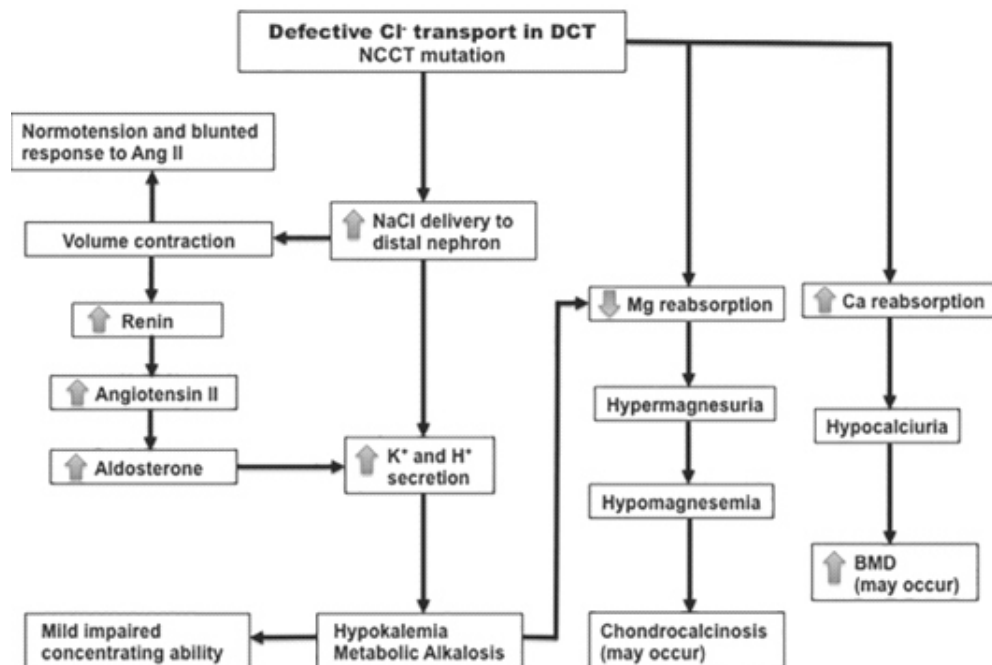 Defective Cl- transport in DCT
NCCT mutation
Normotension and blunted
response to Ang II
Volume contraction
NaCl delivery to
distal nephron
Renin
Mg reabsorption
Ca reabsorption
Angiotensin II
Hypermagnesuria
Hypocalciuria
Aldosterone
K+ and H+
secretion
Hypomagnesemia
BMD
(may occur)
Mild impaired
concentrating ability
Hypokalemia
Metabolic Alkalosis
Chondrocalcinosis
(may occur)